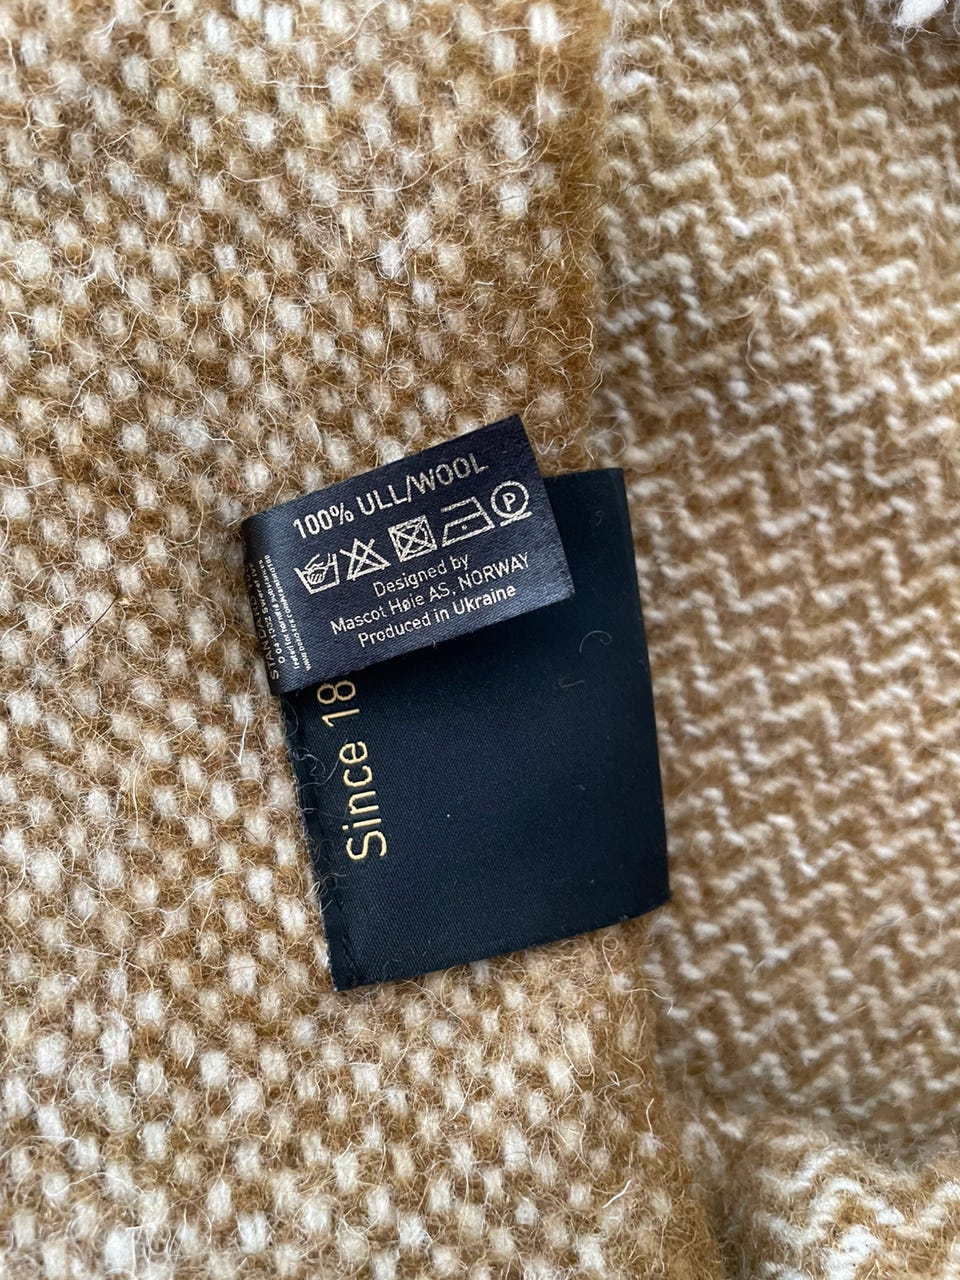 100% ULL/WOOL
P
Designed by
Mascot Høie AS, NORWAY
Produced in Ukraine
Since 18